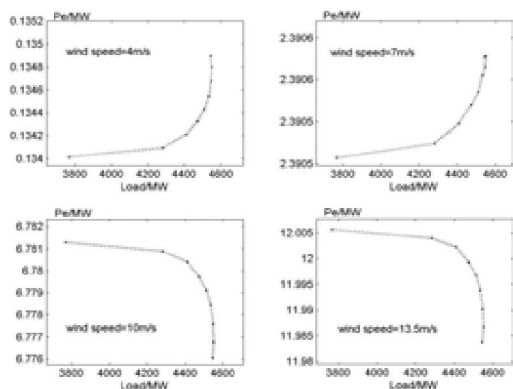 Pe/MW
0.1352
0.135
0.1348
0.1346
0.1344
0.1342
0.134
wind speed=4m/s
3800 4000 4200 4400 4600
Load/MW
Pe/MW
2.3906
2.3906
2.3905
2.3905
wind speed=7m/s
3800 4000 4200 4400 4600
Load/MW
Pe/MW
6.782
6.781
6.78
6.779
6.778
6.777
6.776
wind speed=10m/s
3800 4000 4200 4400 4600
Load/MW
Pe/MW
12.005
12
11.995
11.99
11.985
11.98
wind speed=13.5m/s
3800 4000 4200 4400 4600
Load/MW